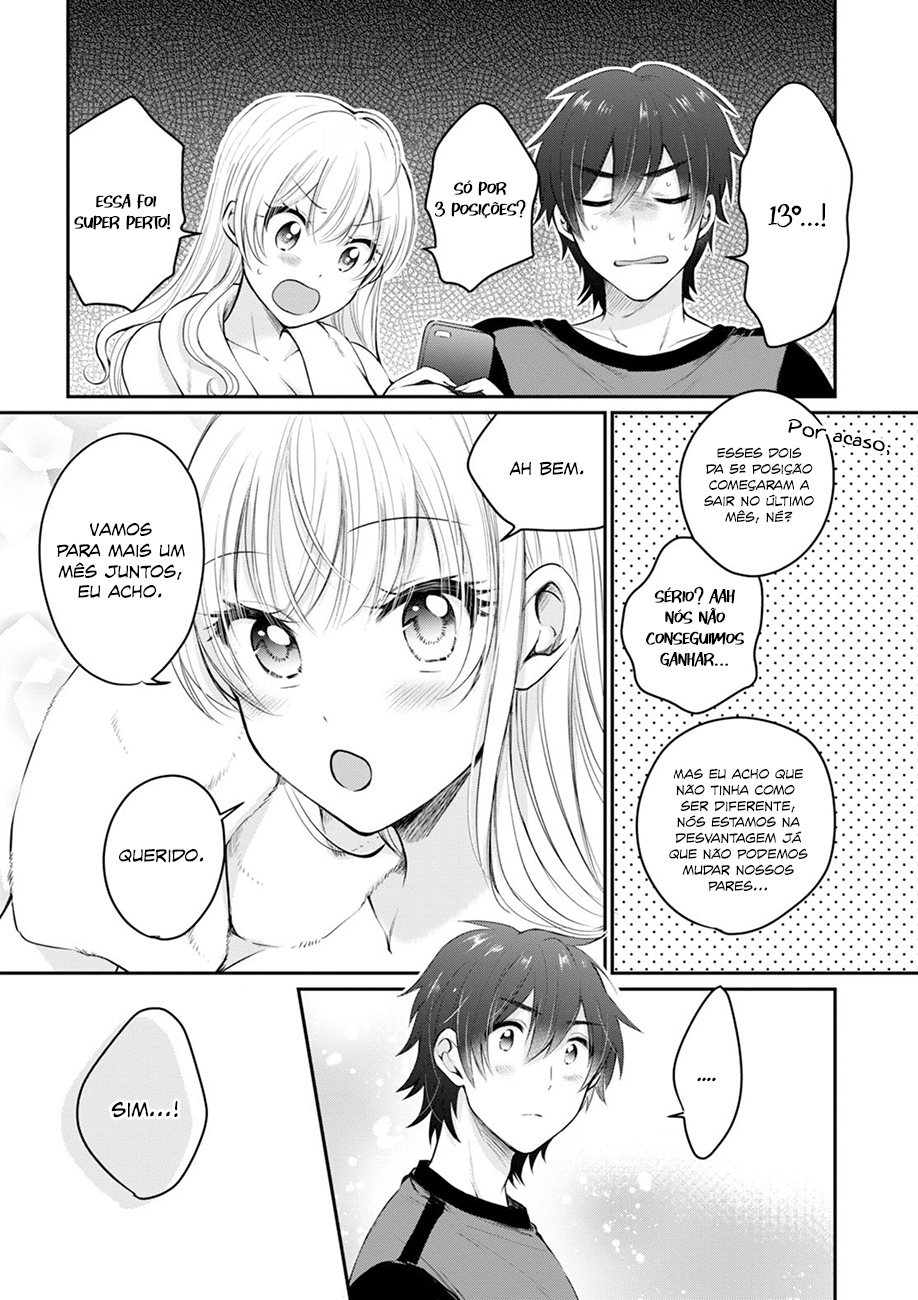 13º...!
SÓ POR
3 POSIÇÕES?
ESSA FOI
SUPER PERTO!
Por acaso,
ESSES DOIS
DA 5º POSIÇÃO
COMEÇARAM A
SAIR NO ÚLTIMO
MÊS, NÉ?
SÉRIO? AAH
NÓS NÃO
CONSEGUIMOS
GANHAR...
MAS EU ACHO QUE
NÃO TINHA COMO
SER DIFERENTE,
NÓS ESTAMOS NA
DESVANTAGEM JÁ
QUE NÃO PODEMOS
MUDAR NOSSOS
PARES...
AH BEM.
VAMOS
PARA MAIS UM
MÊS JUNTOS,
EU ACHO.
QUERIDO.
....
SIM...!